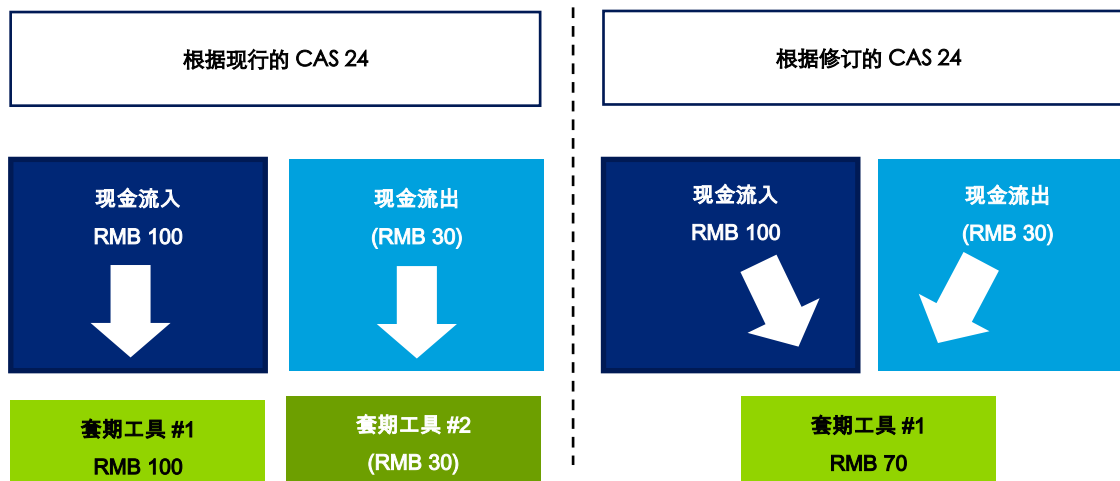 根据现行的 CAS 24
现金流入
RMB 100
现金流出
(RMB 30)
套期工具 #1
RMB 100
套期工具 #2
(RMB 30)
根据修订的 CAS 24
现金流入
RMB 100
现金流出
(RMB 30)
套期工具 #1
RMB 70